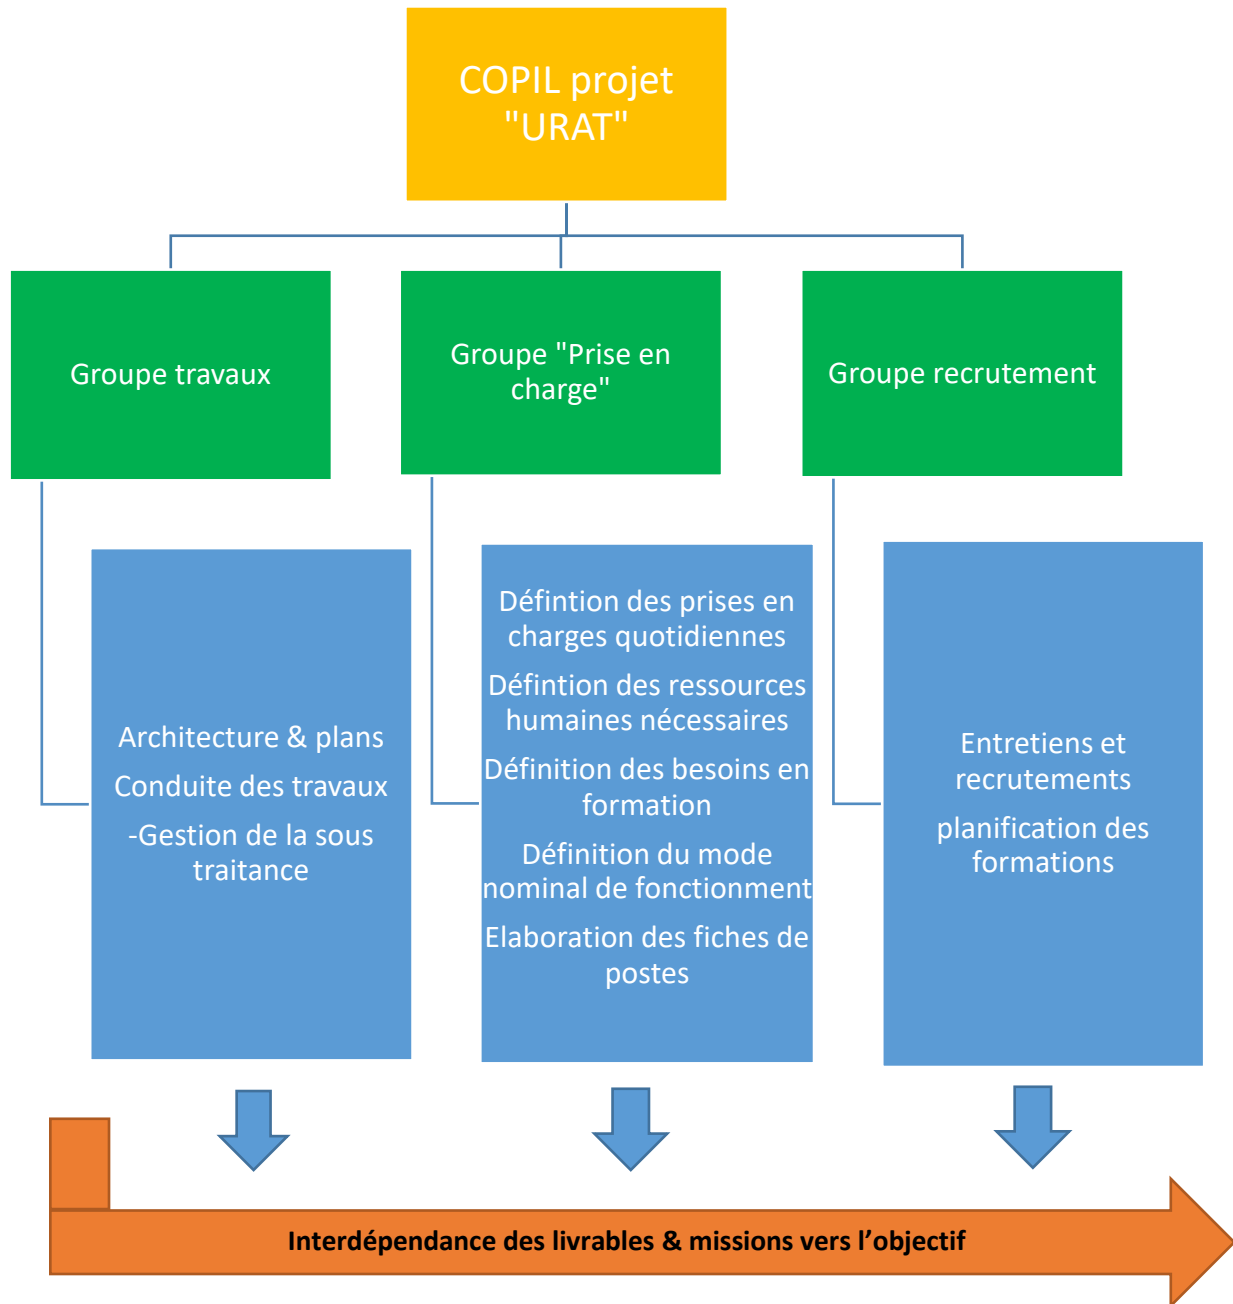 COPIL projet
"URAT"
Groupe travaux
Groupe "Prise en
charge"
Groupe recrutement
Architecture & plans
Conduite des travaux
-Gestion de la sous
traitance
Défintion des prises en
charges quotidiennes
Défintion des ressources
humaines nécessaires
Définition des besoins en
formation
Définition du mode
nominal de fonctionment
Elaboration des fiches de
postes
Entretiens et
recrutements
planification des
formations
Interdépendance des livrables & missions vers l’objectif